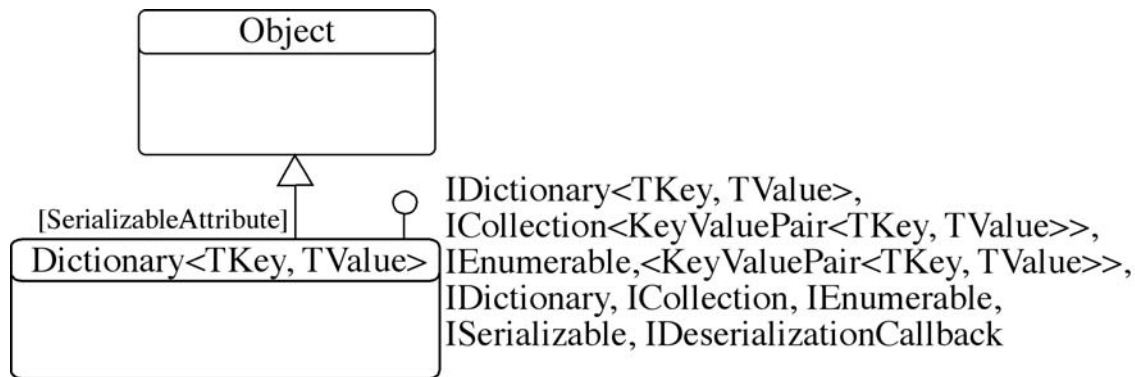 Object
IDictionary<TKey, TValue>,
[SerializableAttribute]
ICollection<KeyValuePair<TKey, TValue>>,
Dictionary<TKey, TValue>
IEnumerable,<KeyValuePair<TKey, TValue>>,
IDictionary, ICollection, IEnumerable,
ISerializable, IDeserializationCallback